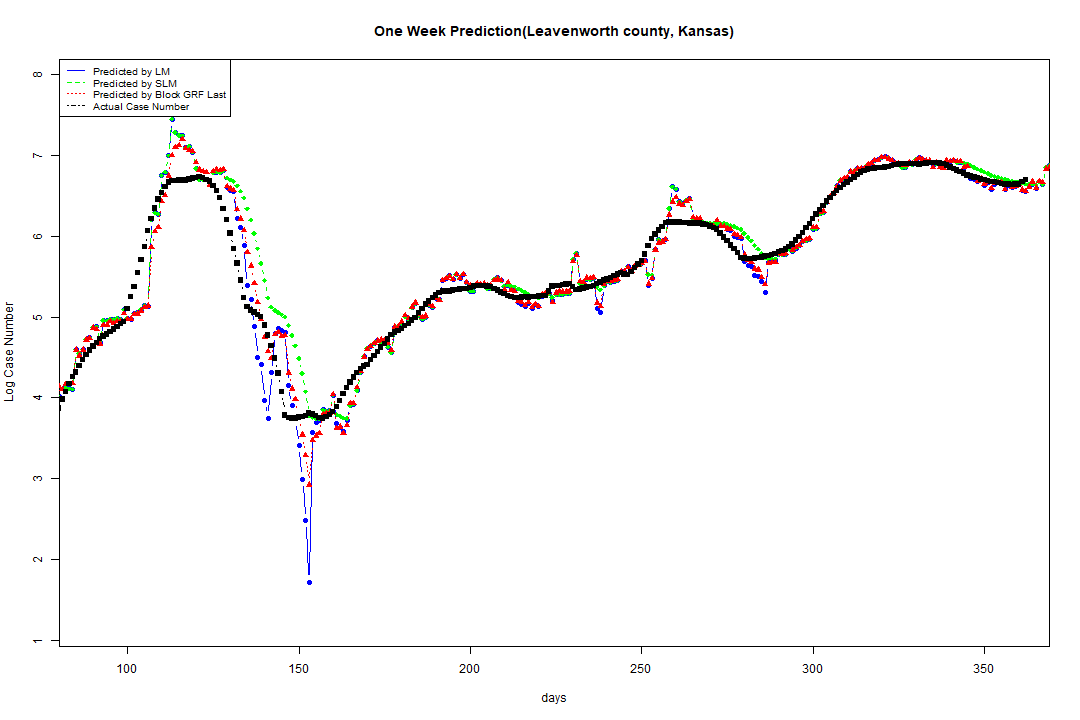 One Week Prediction(Leavenworth county, Kansas)
Predicted by LM
Predicted by SLM
Predicted by Block GRF Last
Actual Case Number
8
7
6
5
4
3
2
1
Log Case Number
100 150 200 250 300 350
days